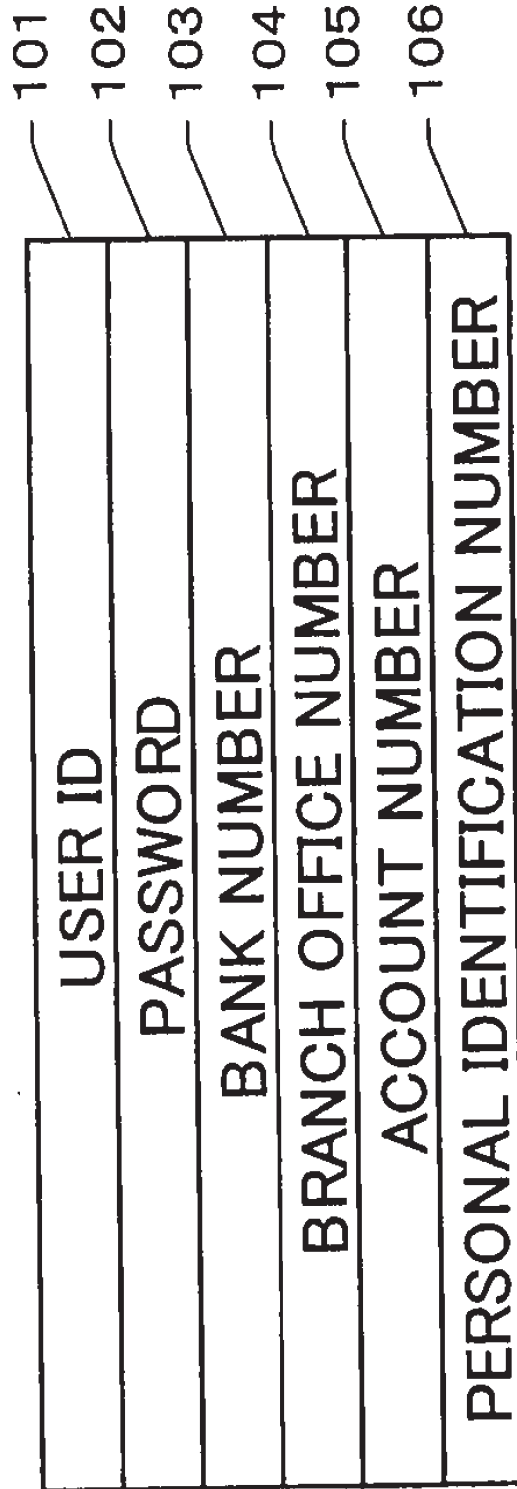 USER ID 101
PASSWORD 102
BANK NUMBER 103
BRANCH OFFICE NUMBER 104
ACCOUNT NUMBER 105
PERSONAL IDENTIFICATION NUMBER 106